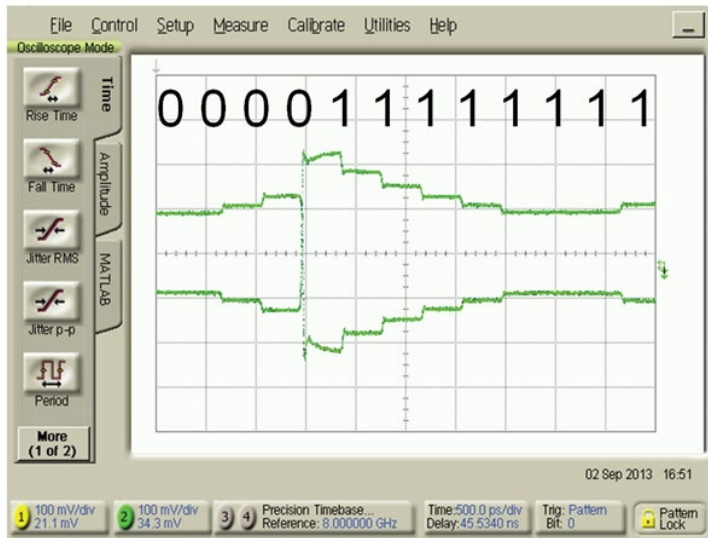 File Control Setup Measure Calibrate Utilities Help
Oscilloscope Mode
Time
Rise Time
Amplitude
Fall Time
Jitter RMS
MATLAB
Jitter p-p
Period
More
(1 of 2)
0 0 0 0 1 1 1 1 1 1 1 1
02 Sep 2013 16:51
1 100 mV/div
21.1 mV
2 100 mV/div
34.3 mV
3 4 Precision Timebase...
Reference: 8.000000 GHz
Time:500.0 ps/div
Delay:45.5340 ns
Trig: Pattern
Bit: 0
Pattern
Lock